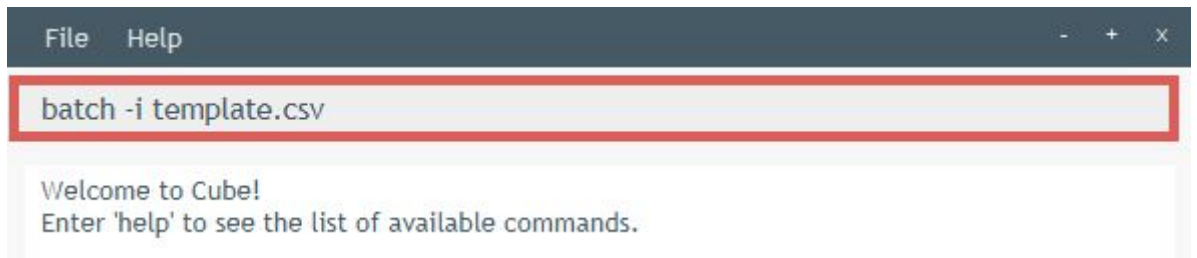 File Help - + x
batch -i template.csv
Welcome to Cube!
Enter 'help' to see the list of available commands.